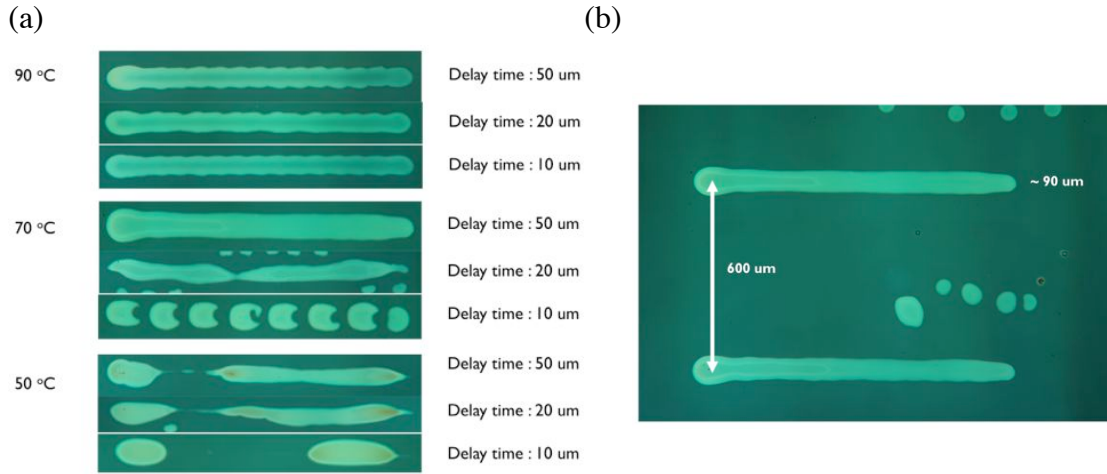 (a)
(b)
90 °C
Delay time : 50 um
Delay time : 20 um
Delay time : 10 um
70 °C
Delay time : 50 um
Delay time : 20 um
Delay time : 10 um
50 °C
Delay time : 50 um
Delay time : 20 um
Delay time : 10 um
~ 90 um
600 um